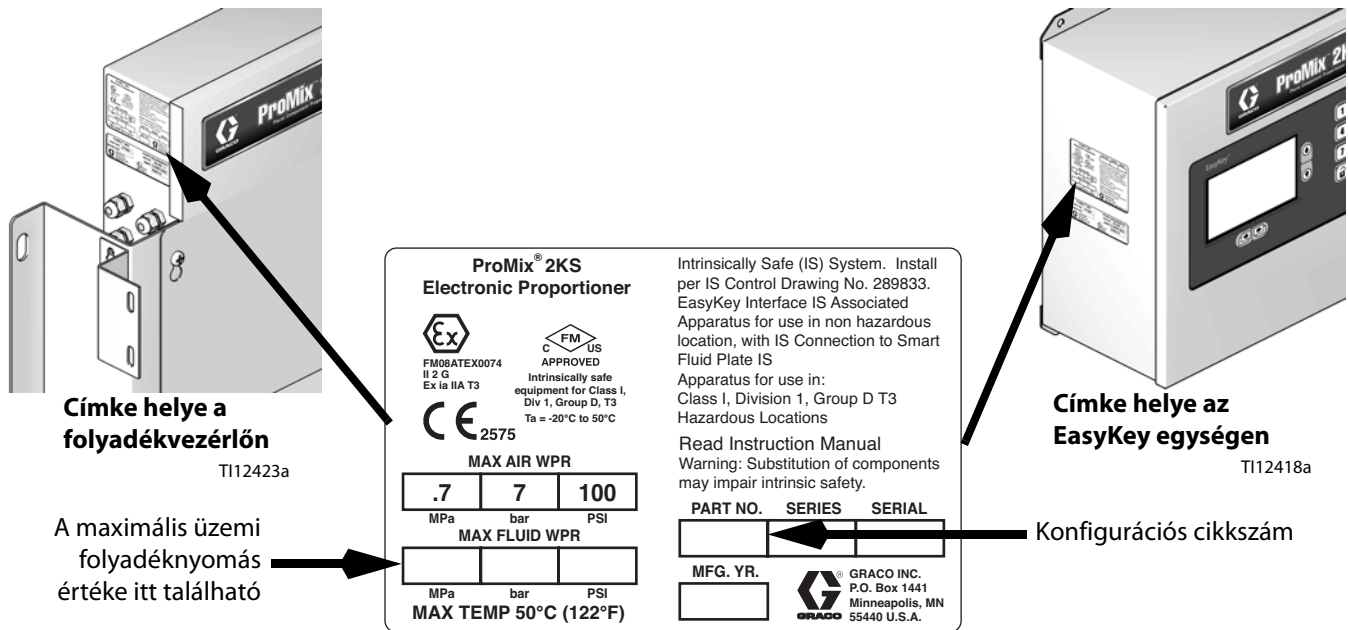 ProMix
GRACO
Címke helye a
folyadékvezérlőn
TI12423a
A maximális üzemi
folyadéknyomás
értéke itt található
ProMix® 2KS
Electronic Proportioner
Ex
FM08ATEX0074
II 2 G
Ex ia IIA T3
CE 2575
C FM US
APPROVED
Intrinsically safe
equipment for Class I,
Div 1, Group D, T3
Ta = -20°C to 50°C
MAX AIR WPR
.7 7 100
MPa bar PSI
MAX FLUID WPR
MPa bar PSI
MAX TEMP 50°C (122°F)
Intrinsically Safe (IS) System. Install
per IS Control Drawing No. 289833.
EasyKey Interface IS Associated
Apparatus for use in non hazardous
location, with IS Connection to Smart
Fluid Plate IS
Apparatus for use in:
Class I, Division 1, Group D T3
Hazardous Locations
Read Instruction Manual
Warning: Substitution of components
may impair intrinsic safety.
PART NO. SERIES SERIAL
MFG. YR.
GRACO
®
GRACO INC.
P.O. Box 1441
Minneapolis, MN
55440 U.S.A.
ProMix 2K
GRACO
EasyKey
1
4
7
Címke helye az
EasyKey egységen
TI12418a
Konfigurációs cikkszám